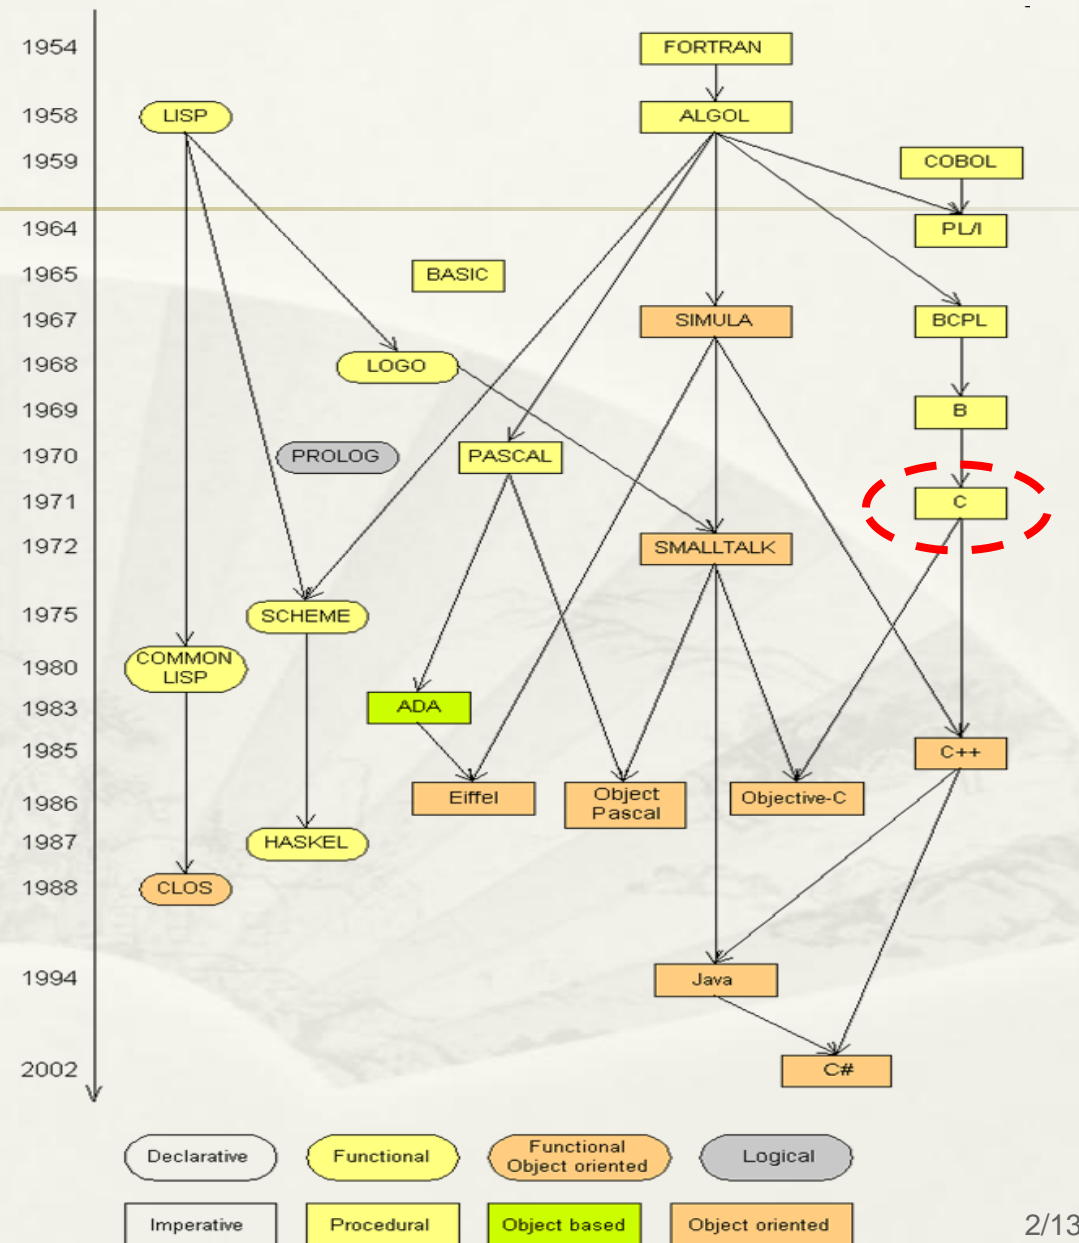 1954
FORTRAN
1958
LISP
ALGOL
1959
COBOL
1964
PL/I
1965
BASIC
1967
SIMULA
BCPL
1968
LOGO
1969
B
1970
PROLOG
PASCAL
1971
C
1972
SMALLTALK
1975
SCHEME
1980
COMMON
LISP
1983
ADA
1985
C++
1986
Eiffel
Object
Pascal
Objective-C
1987
HASKEL
1988
CLOS
1994
Java
2002
C#
Declarative
Functional
Functional
Object oriented
Logical
Imperative
Procedural
Object based
Object oriented
2/13